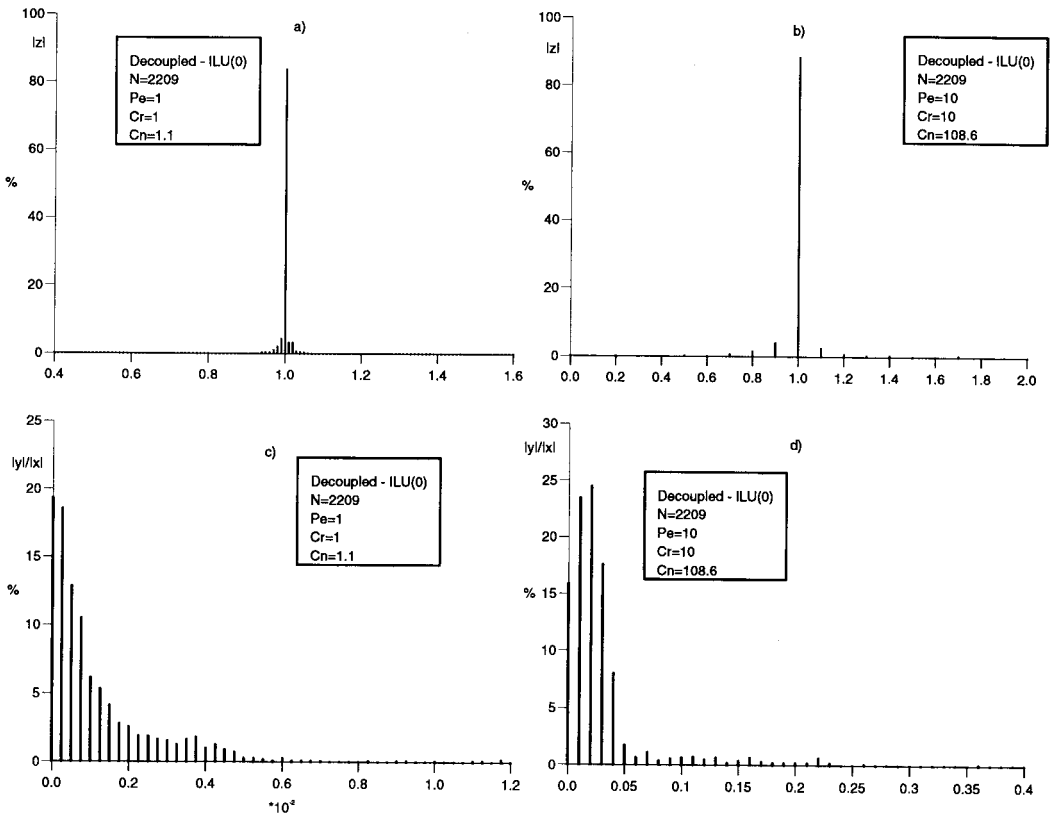 a)
|z|
Decoupled - ILU(0)
N=2209
Pe=1
Cr=1
Cn=1.1
%
100
80
60
40
20
0
0.4 0.6 0.8 1.0 1.2 1.4 1.6
b)
|z|
Decoupled - ILU(0)
N=2209
Pe=10
Cr=10
Cn=108.6
%
100
80
60
40
20
0
0.0 0.2 0.4 0.6 0.8 1.0 1.2 1.4 1.6 1.8 2.0
c)
|y|/|x|
Decoupled - ILU(0)
N=2209
Pe=1
Cr=1
Cn=1.1
%
25
20
15
10
5
0
0.0 0.2 0.4 0.6 0.8 1.0 1.2
*10⁻²
d)
|y|/|x|
Decoupled - ILU(0)
N=2209
Pe=10
Cr=10
Cn=108.6
%
30
25
20
15
10
5
0
0.0 0.05 0.1 0.15 0.2 0.25 0.3 0.35 0.4